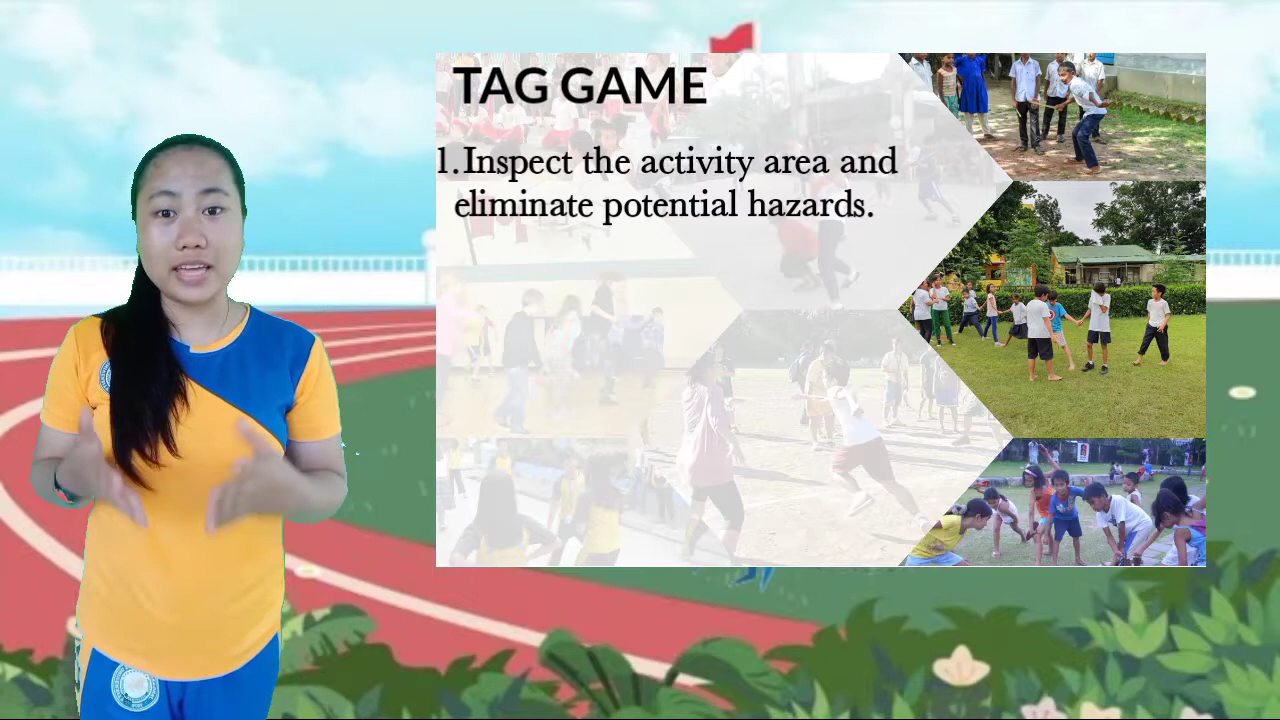 TAG GAME
1. Inspect the activity area and
eliminate potential hazards.